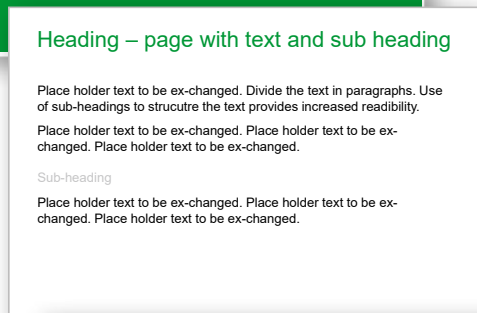 Heading – page with text and sub heading
Place holder text to be ex-changed. Divide the text in paragraphs. Use
of sub-headings to strucutre the text provides increased readibility.
Place holder text to be ex-changed. Place holder text to be ex-
changed. Place holder text to be ex-changed.
Sub-heading
Place holder text to be ex-changed. Place holder text to be ex-
changed. Place holder text to be ex-changed.